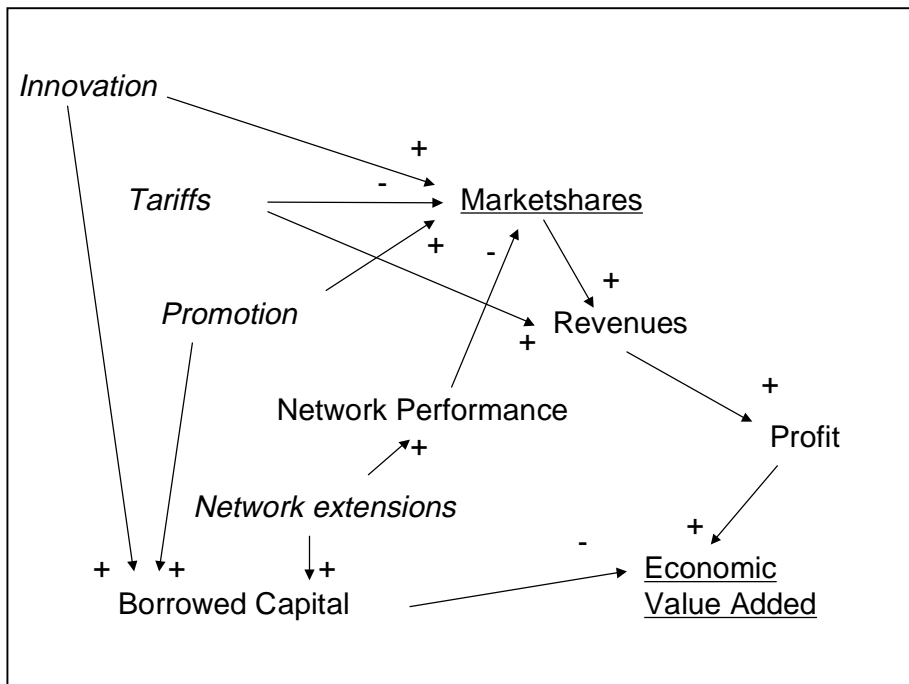 Innovation
+
-
Tariffs
Marketshares
+
-
+
Promotion
Revenues
+
+
Network Performance
+
Profit
Network extensions
+
-
+
+
+
Economic
Value Added
Borrowed Capital